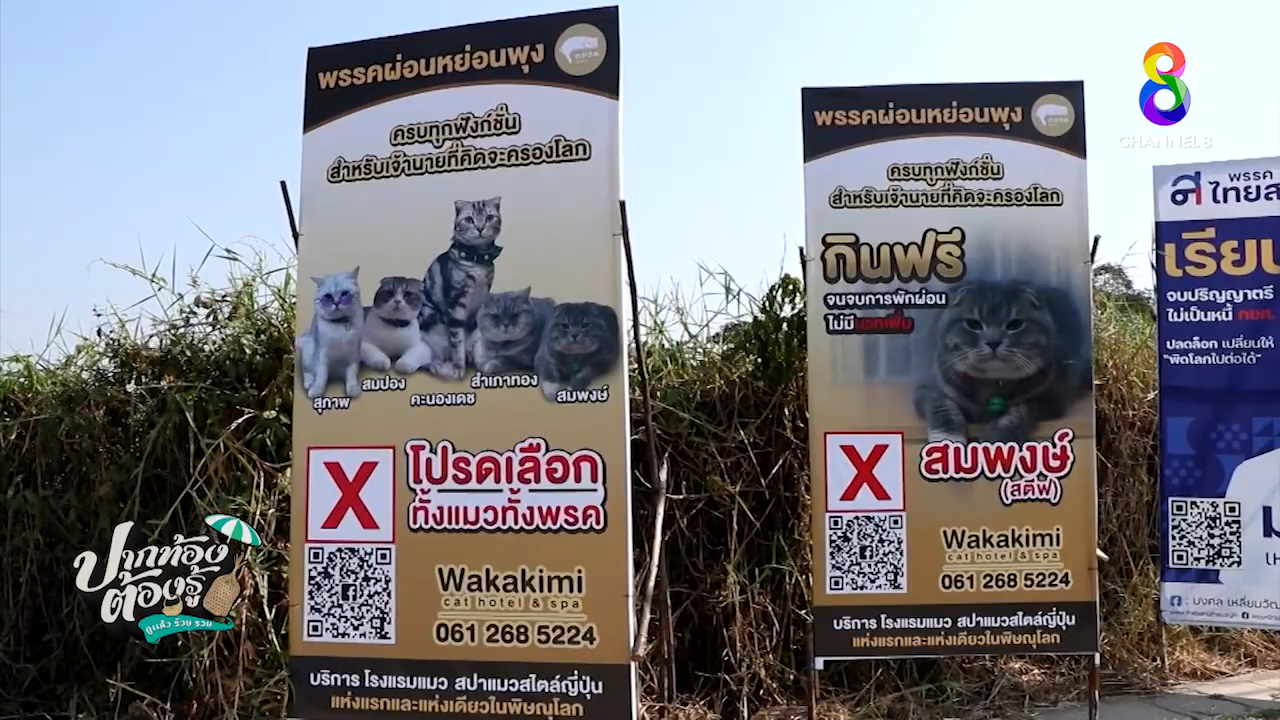 พรรคผ่อนหย่อนพุง
ครบทุกฟังก์ชั่น
สำหรับเจ้านายที่คิดจะครองโลก
สุภาพ
สมปอง
คะนองเดช
สำเภาทอง
สมพงษ์
X
โปรดเลือก
ทั้งแมวทั้งพรค
Wakakimi
cat hotel & spa
061 268 5224
บริการ โรงแรมแมว สปาแมวสไตล์ญี่ปุ่น
แห่งแรกและแห่งเดียวในพิษณุโลก
พรรคผ่อนหย่อนพุง
ครบทุกฟังก์ชั่น
สำหรับเจ้านายที่คิดจะครองโลก
กินฟรี
จนจบการพักผ่อน
ไม่มีบวกเพิ่ม
X
สมพงษ์
(สตีฟ)
Wakakimi
cat hotel & spa
061 268 5224
บริการ โรงแรมแมว สปาแมวสไตล์ญี่ปุ่น
แห่งแรกและแห่งเดียวในพิษณุโลก
พรรค
ไทยส
เรียน
จบปริญญาตรี
ไม่เป็นหนี้ กยศ.
ปลดล็อก เปลี่ยนให้
"พิดโลกไปต่อได้"
8
CHANNEL 8
ปากท้อง
ต้องรู้
ดูแล้ว รวย รวย